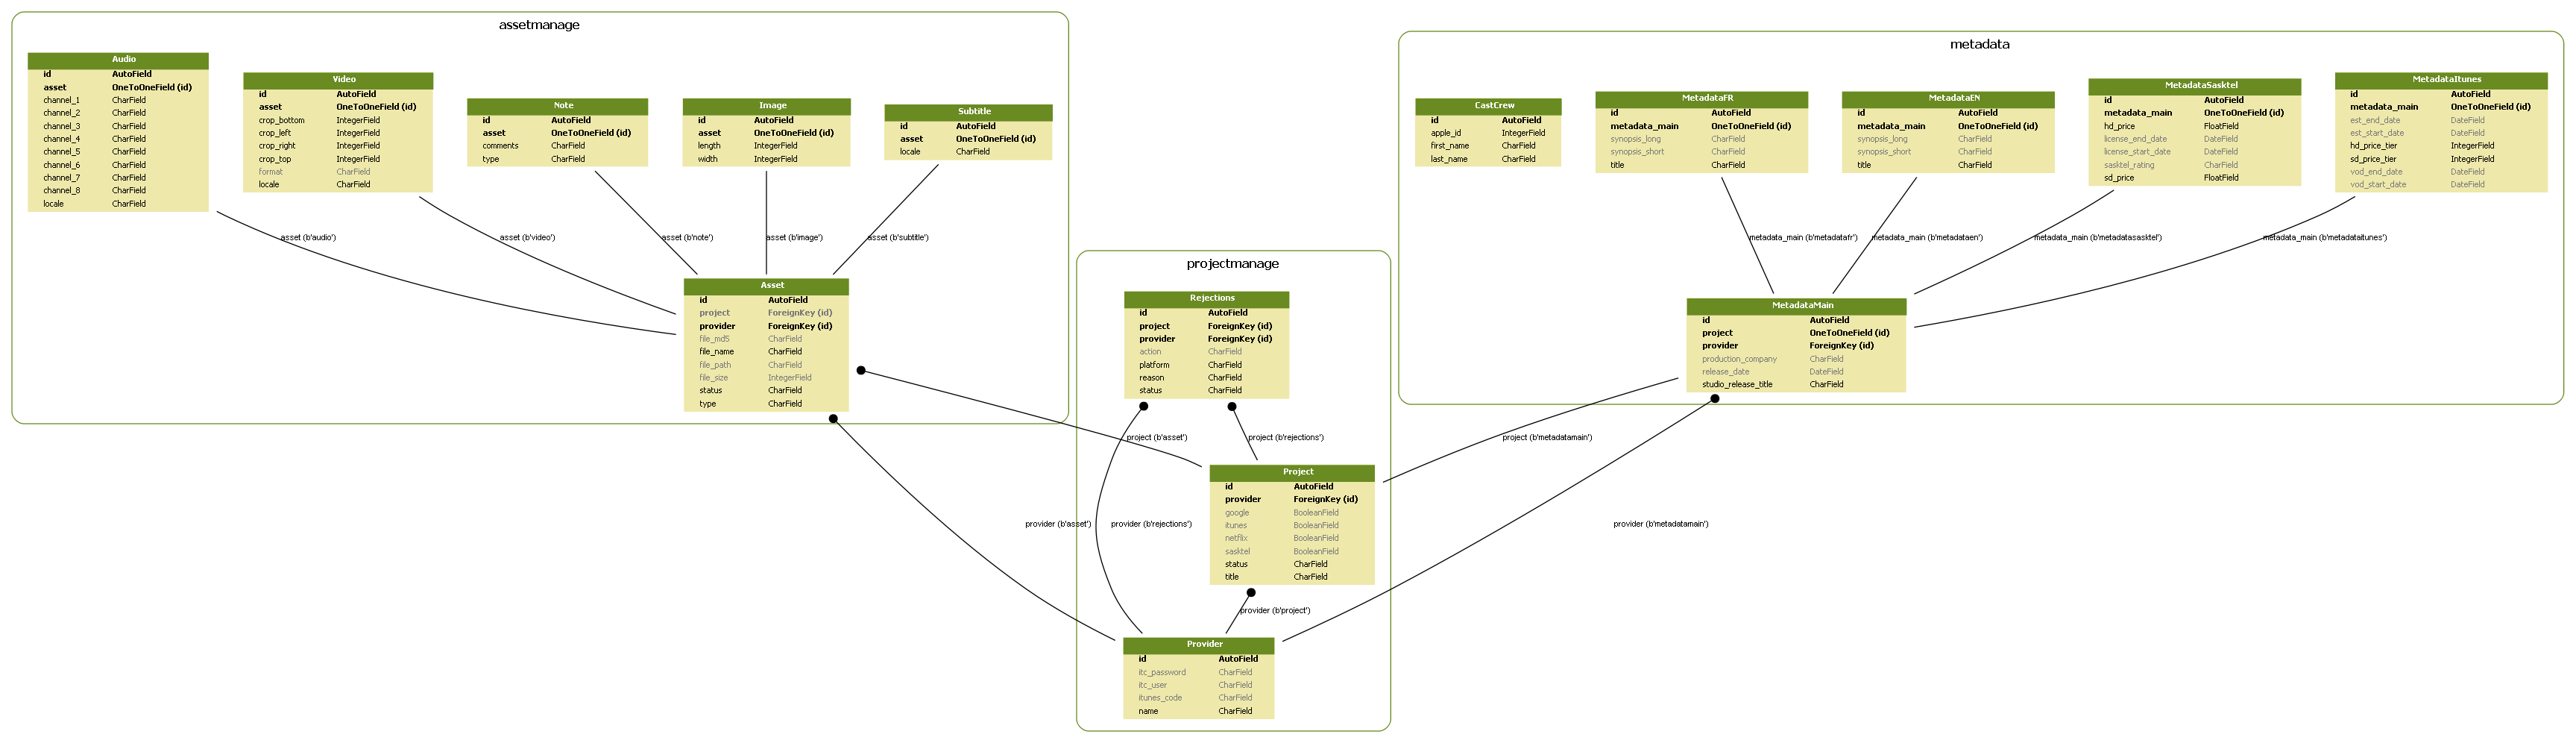 assetmanage
Audio
id AutoField
asset OneToOneField (id)
channel_1 CharField
channel_2 CharField
channel_3 CharField
channel_4 CharField
channel_5 CharField
channel_6 CharField
channel_7 CharField
channel_8 CharField
locale CharField
Video
id AutoField
asset OneToOneField (id)
crop_bottom IntegerField
crop_left IntegerField
crop_right IntegerField
crop_top IntegerField
format CharField
locale CharField
Note
id AutoField
asset OneToOneField (id)
comments CharField
type CharField
Image
id AutoField
asset OneToOneField (id)
length IntegerField
width IntegerField
Subtitle
id AutoField
asset OneToOneField (id)
locale CharField
asset (b'audio')
asset (b'video')
asset (b'note')
asset (b'image')
asset (b'subtitle')
Asset
id AutoField
project ForeignKey (id)
provider ForeignKey (id)
file_md5 CharField
file_name CharField
file_path CharField
file_size IntegerField
status CharField
type CharField
metadata
CastCrew
id AutoField
apple_id IntegerField
first_name CharField
last_name CharField
MetadataFR
id AutoField
metadata_main OneToOneField (id)
synopsis_long CharField
synopsis_short CharField
title CharField
MetadataEN
id AutoField
metadata_main OneToOneField (id)
synopsis_long CharField
synopsis_short CharField
title CharField
MetadataSasktel
id AutoField
metadata_main OneToOneField (id)
hd_price FloatField
license_end_date DateField
license_start_date DateField
sasktel_rating CharField
sd_price FloatField
MetadataItunes
id AutoField
metadata_main OneToOneField (id)
est_end_date DateField
est_start_date DateField
hd_price_tier IntegerField
sd_price_tier IntegerField
vod_end_date DateField
vod_start_date DateField
metadata_main (b'metadatafr')
metadata_main (b'metadataen')
metadata_main (b'metadatasasktel')
metadata_main (b'metadataitunes')
MetadataMain
id AutoField
project OneToOneField (id)
provider ForeignKey (id)
production_company CharField
release_date DateField
studio_release_title CharField
projectmanage
Rejections
id AutoField
project ForeignKey (id)
provider ForeignKey (id)
action CharField
platform CharField
reason CharField
status CharField
project (b'asset')
project (b'rejections')
project (b'metadatamain')
Project
id AutoField
provider ForeignKey (id)
google BooleanField
itunes BooleanField
netflix BooleanField
sasktel BooleanField
status CharField
title CharField
provider (b'asset')
provider (b'rejections')
provider (b'metadatamain')
provider (b'project')
Provider
id AutoField
itc_password CharField
itc_user CharField
itunes_code CharField
name CharField